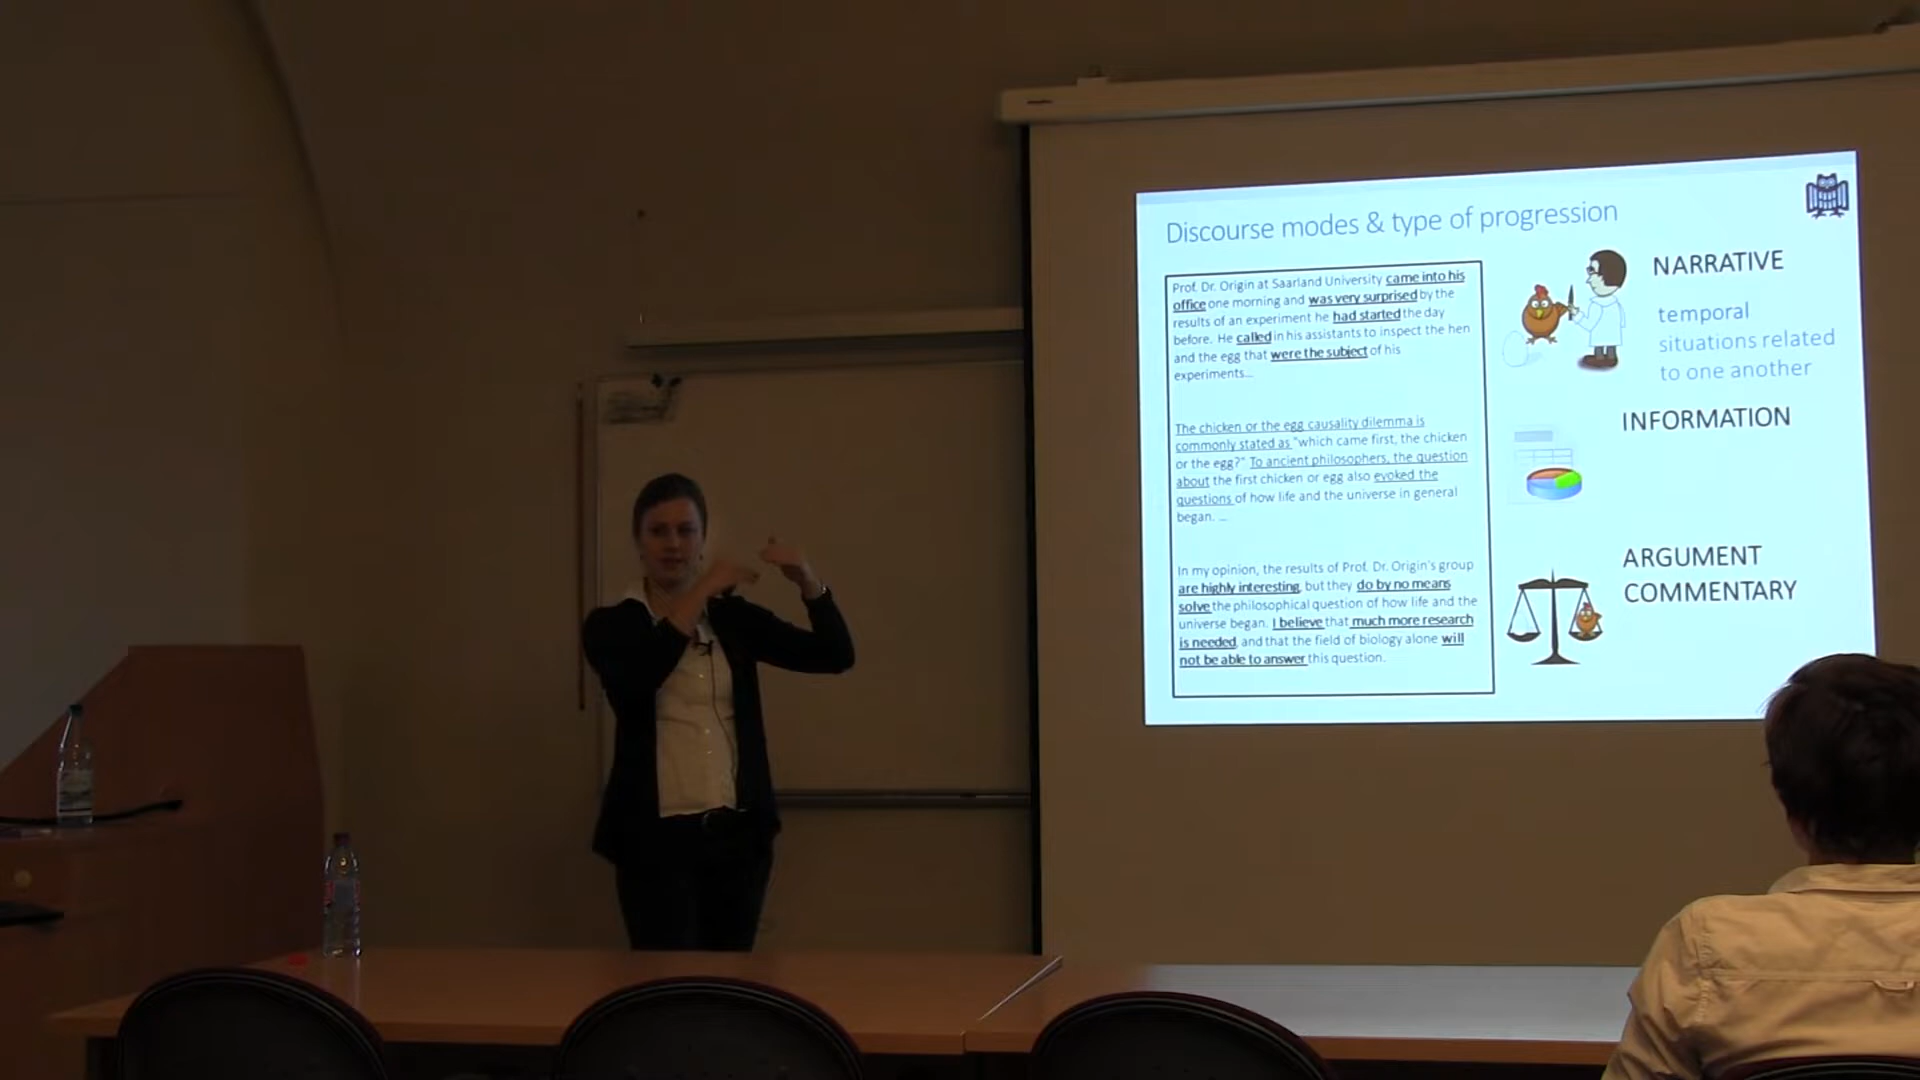 Discourse modes & type of progression
Prof. Dr. Origin at Saarland University came into his
office one morning and was very surprised by the
results of an experiment he had started the day
before. He called in his assistants to inspect the hen
and the egg that were the subject of his
experiments...
The chicken or the egg causality dilemma is
commonly stated as "which came first, the chicken
or the egg?" To ancient philosophers, the question
about the first chicken or egg also evoked the
questions of how life and the universe in general
began. ...
In my opinion, the results of Prof. Dr. Origin's group
are highly interesting, but they do by no means
solve the philosophical question of how life and the
universe began. I believe that much more research
is needed, and that the field of biology alone will
not be able to answer this question.
NARRATIVE
temporal
situations related
to one another
INFORMATION
ARGUMENT
COMMENTARY